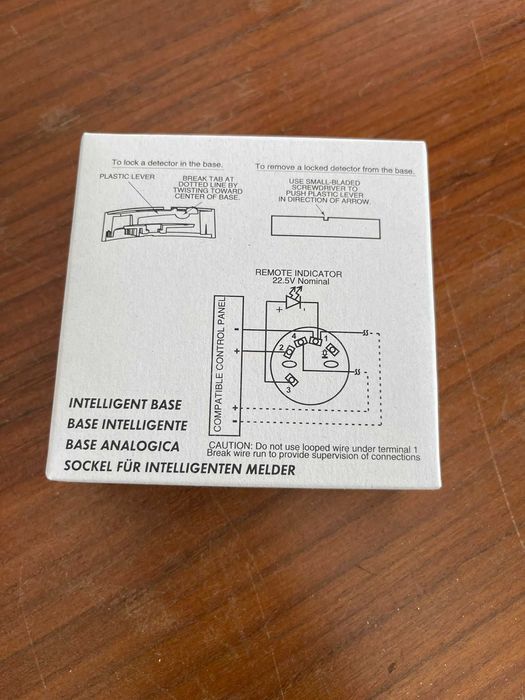 To lock a detector in the base.
PLASTIC LEVER
BREAK TAB AT
DOTTED LINE BY
TWISTING TOWARD
CENTER OF BASE.
To remove a locked detector from the base.
USE SMALL-BLADED
SCREWDRIVER TO
PUSH PLASTIC LEVER
IN DIRECTION OF ARROW.
REMOTE INDICATOR
22.5V Nominal
+ -
COMPATIBLE CONTROL PANEL
-
+
+
-
1
2
3
4
INTELLIGENT BASE
BASE INTELLIGENTE
BASE ANALOGICA
SOCKEL FÜR INTELLIGENTEN MELDER
CAUTION: Do not use looped wire under terminal 1
Break wire run to provide supervision of connections